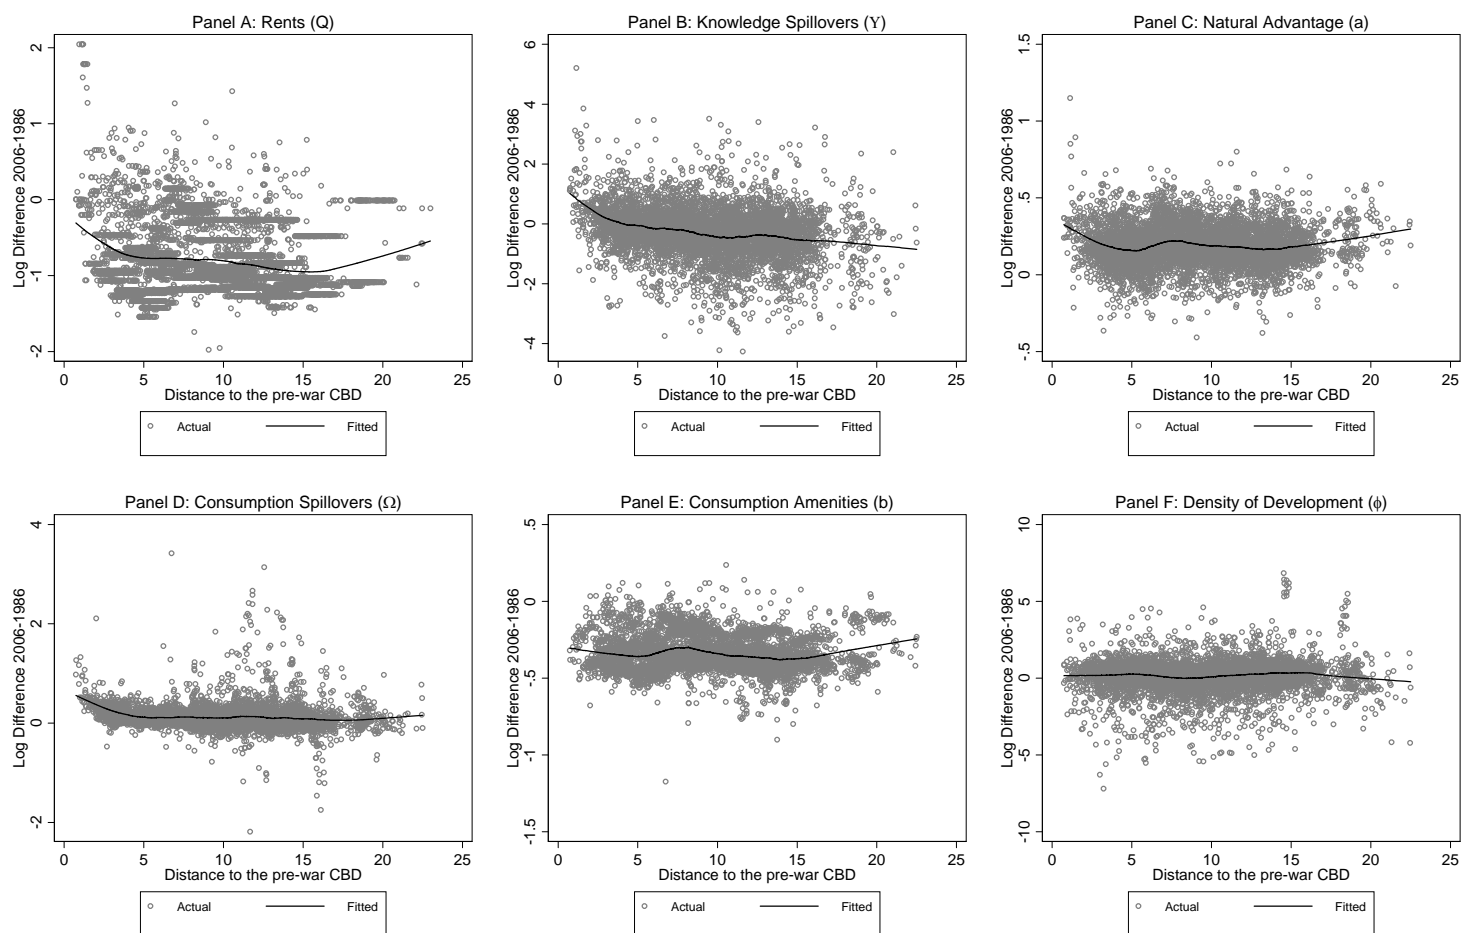 Panel A: Rents (Q)
Log Difference 2006-1986
2
1
0
-1
-2
0 5 10 15 20 25
Distance to the pre-war CBD
Actual Fitted
Panel B: Knowledge Spillovers (Υ)
Log Difference 2006-1986
6
4
2
0
-2
-4
0 5 10 15 20 25
Distance to the pre-war CBD
Actual Fitted
Panel C: Natural Advantage (a)
Log Difference 2006-1986
1.5
1
.5
0
-.5
0 5 10 15 20 25
Distance to the pre-war CBD
Actual Fitted
Panel D: Consumption Spillovers (Ω)
Log Difference 2006-1986
4
2
0
-2
0 5 10 15 20 25
Distance to the pre-war CBD
Actual Fitted
Panel E: Consumption Amenities (b)
Log Difference 2006-1986
.5
0
-.5
-1
-1.5
0 5 10 15 20 25
Distance to the pre-war CBD
Actual Fitted
Panel F: Density of Development (ϕ)
Log Difference 2006-1986
10
5
0
-5
-10
0 5 10 15 20 25
Distance to the pre-war CBD
Actual Fitted